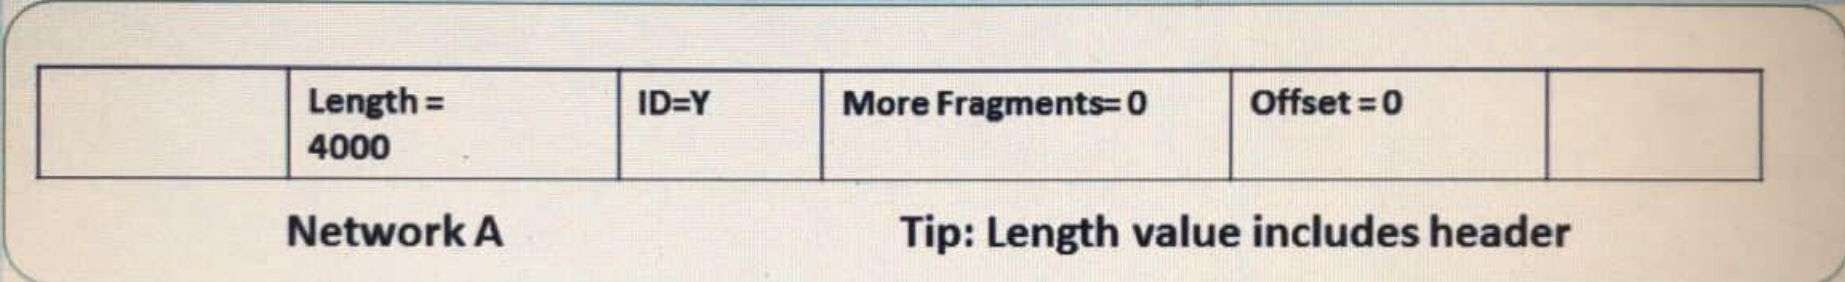 Length = 4000
ID=Y
More Fragments= 0
Offset = 0
Network A
Tip: Length value includes header